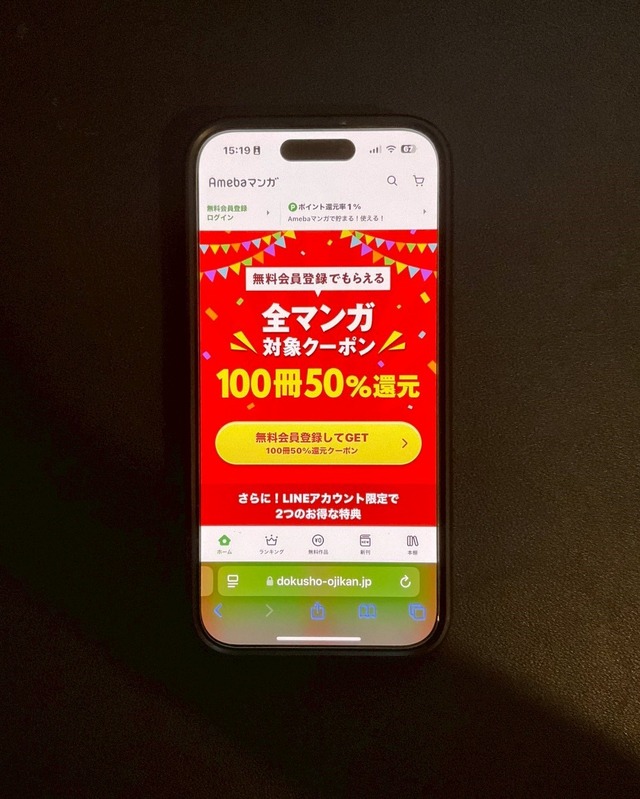 15:19
67
Amebaマンガ
無料会員登録
ログイン
P ポイント還元率1%
Amebaマンガで貯まる！使える！
無料会員登録でもらえる
全マンガ
対象クーポン
100冊50%還元
無料会員登録してGET
100冊50%還元クーポン
さらに！LINEアカウント限定で
2つのお得な特典
ホーム
ランキング
¥0
無料作品
NEW
新刊
本棚
dokusho-ojikan.jp